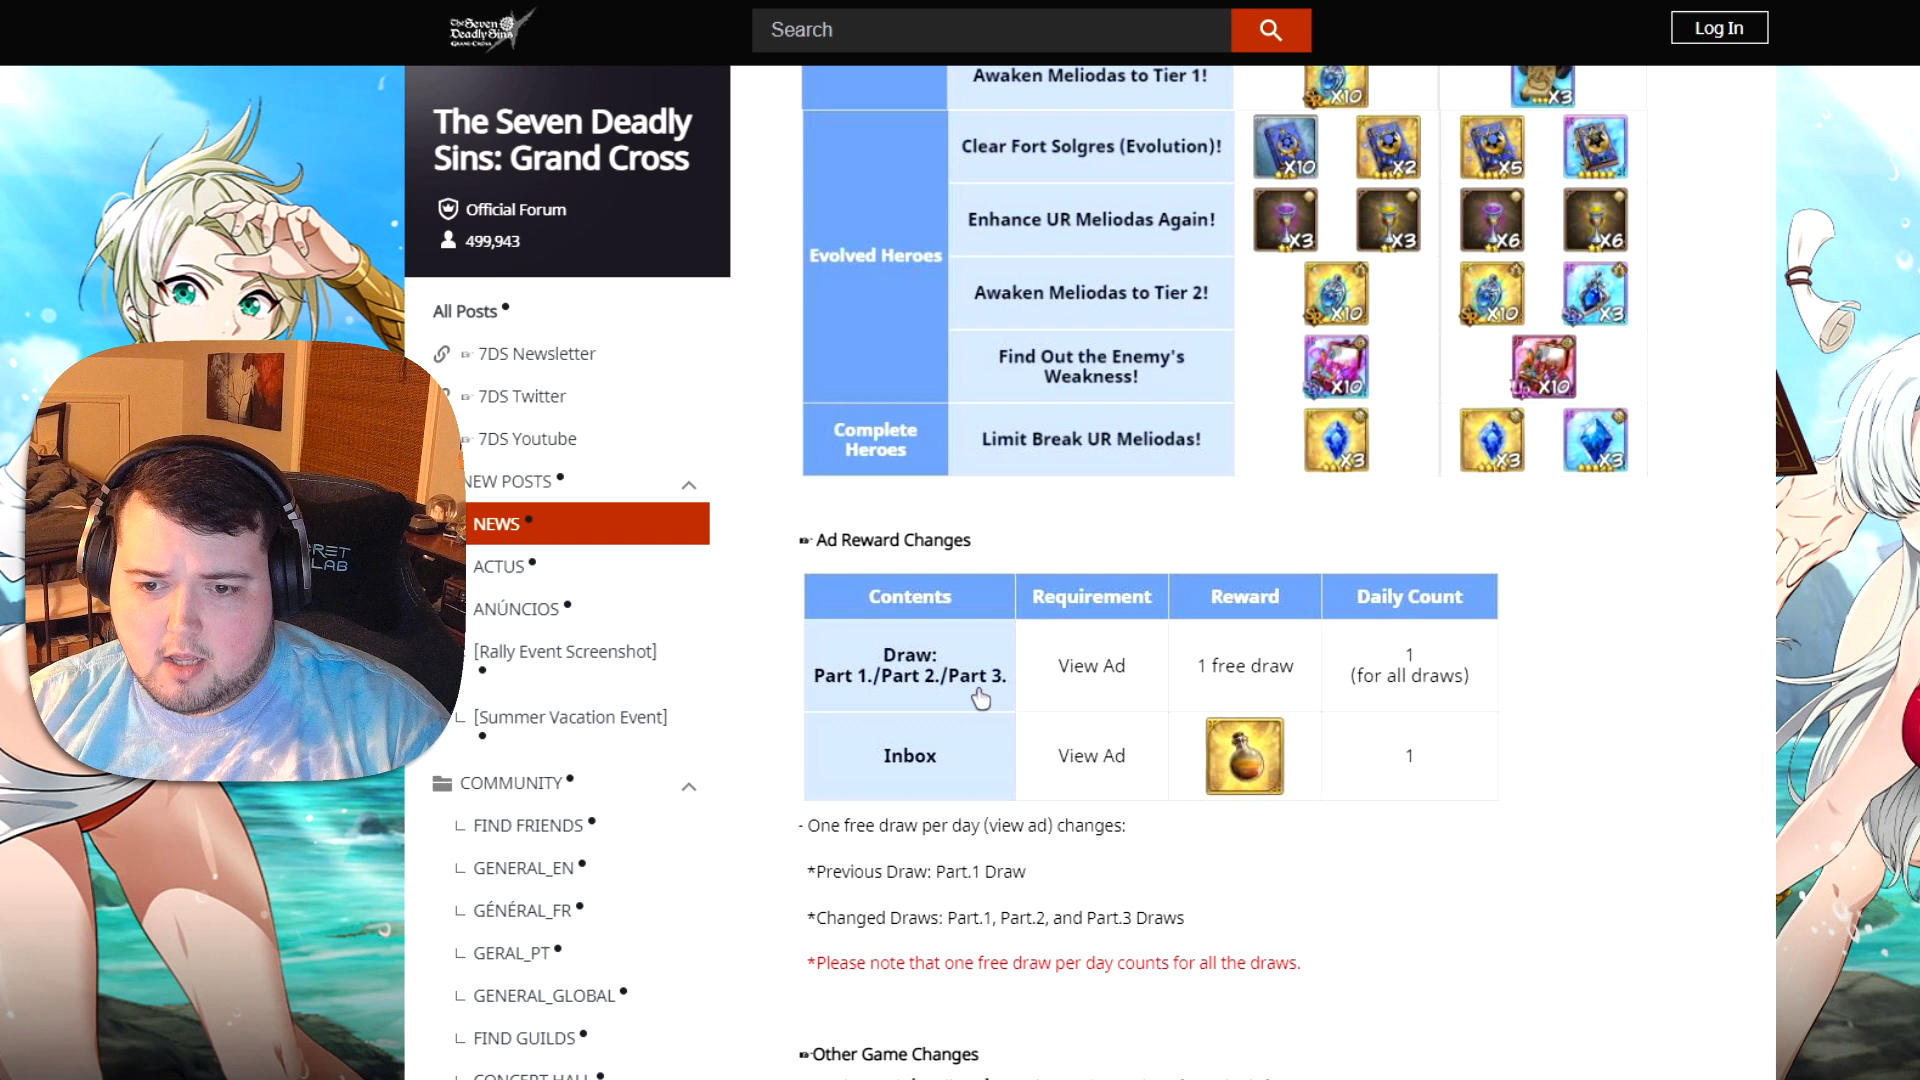 The Seven
Deadly Sins
GRAND CROSS
Search
Log In
The Seven Deadly
Sins: Grand Cross
Official Forum
499,943
All Posts
7DS Newsletter
7DS Twitter
7DS Youtube
NEW POSTS
NEWS
ACTUS
ANÚNCIOS
[Rally Event Screenshot]
[Summer Vacation Event]
COMMUNITY
FIND FRIENDS
GENERAL_EN
GÉNÉRAL_FR
GERAL_PT
GENERAL_GLOBAL
FIND GUILDS
CONCERT HALL
Awaken Meliodas to Tier 1!
X10
X3
Evolved Heroes
Clear Fort Solgres (Evolution)!
X10
X2
X5
Enhance UR Meliodas Again!
X3
X3
X6
X6
Awaken Meliodas to Tier 2!
X10
X10
X3
Find Out the Enemy's
Weakness!
X10
X10
Complete
Heroes
Limit Break UR Meliodas!
X3
X3
X3
Ad Reward Changes
Contents Requirement Reward Daily Count
Draw:
Part 1./Part 2./Part 3.
View Ad
1 free draw
1
(for all draws)
Inbox
View Ad
1
- One free draw per day (view ad) changes:
*Previous Draw: Part.1 Draw
*Changed Draws: Part.1, Part.2, and Part.3 Draws
*Please note that one free draw per day counts for all the draws.
Other Game Changes